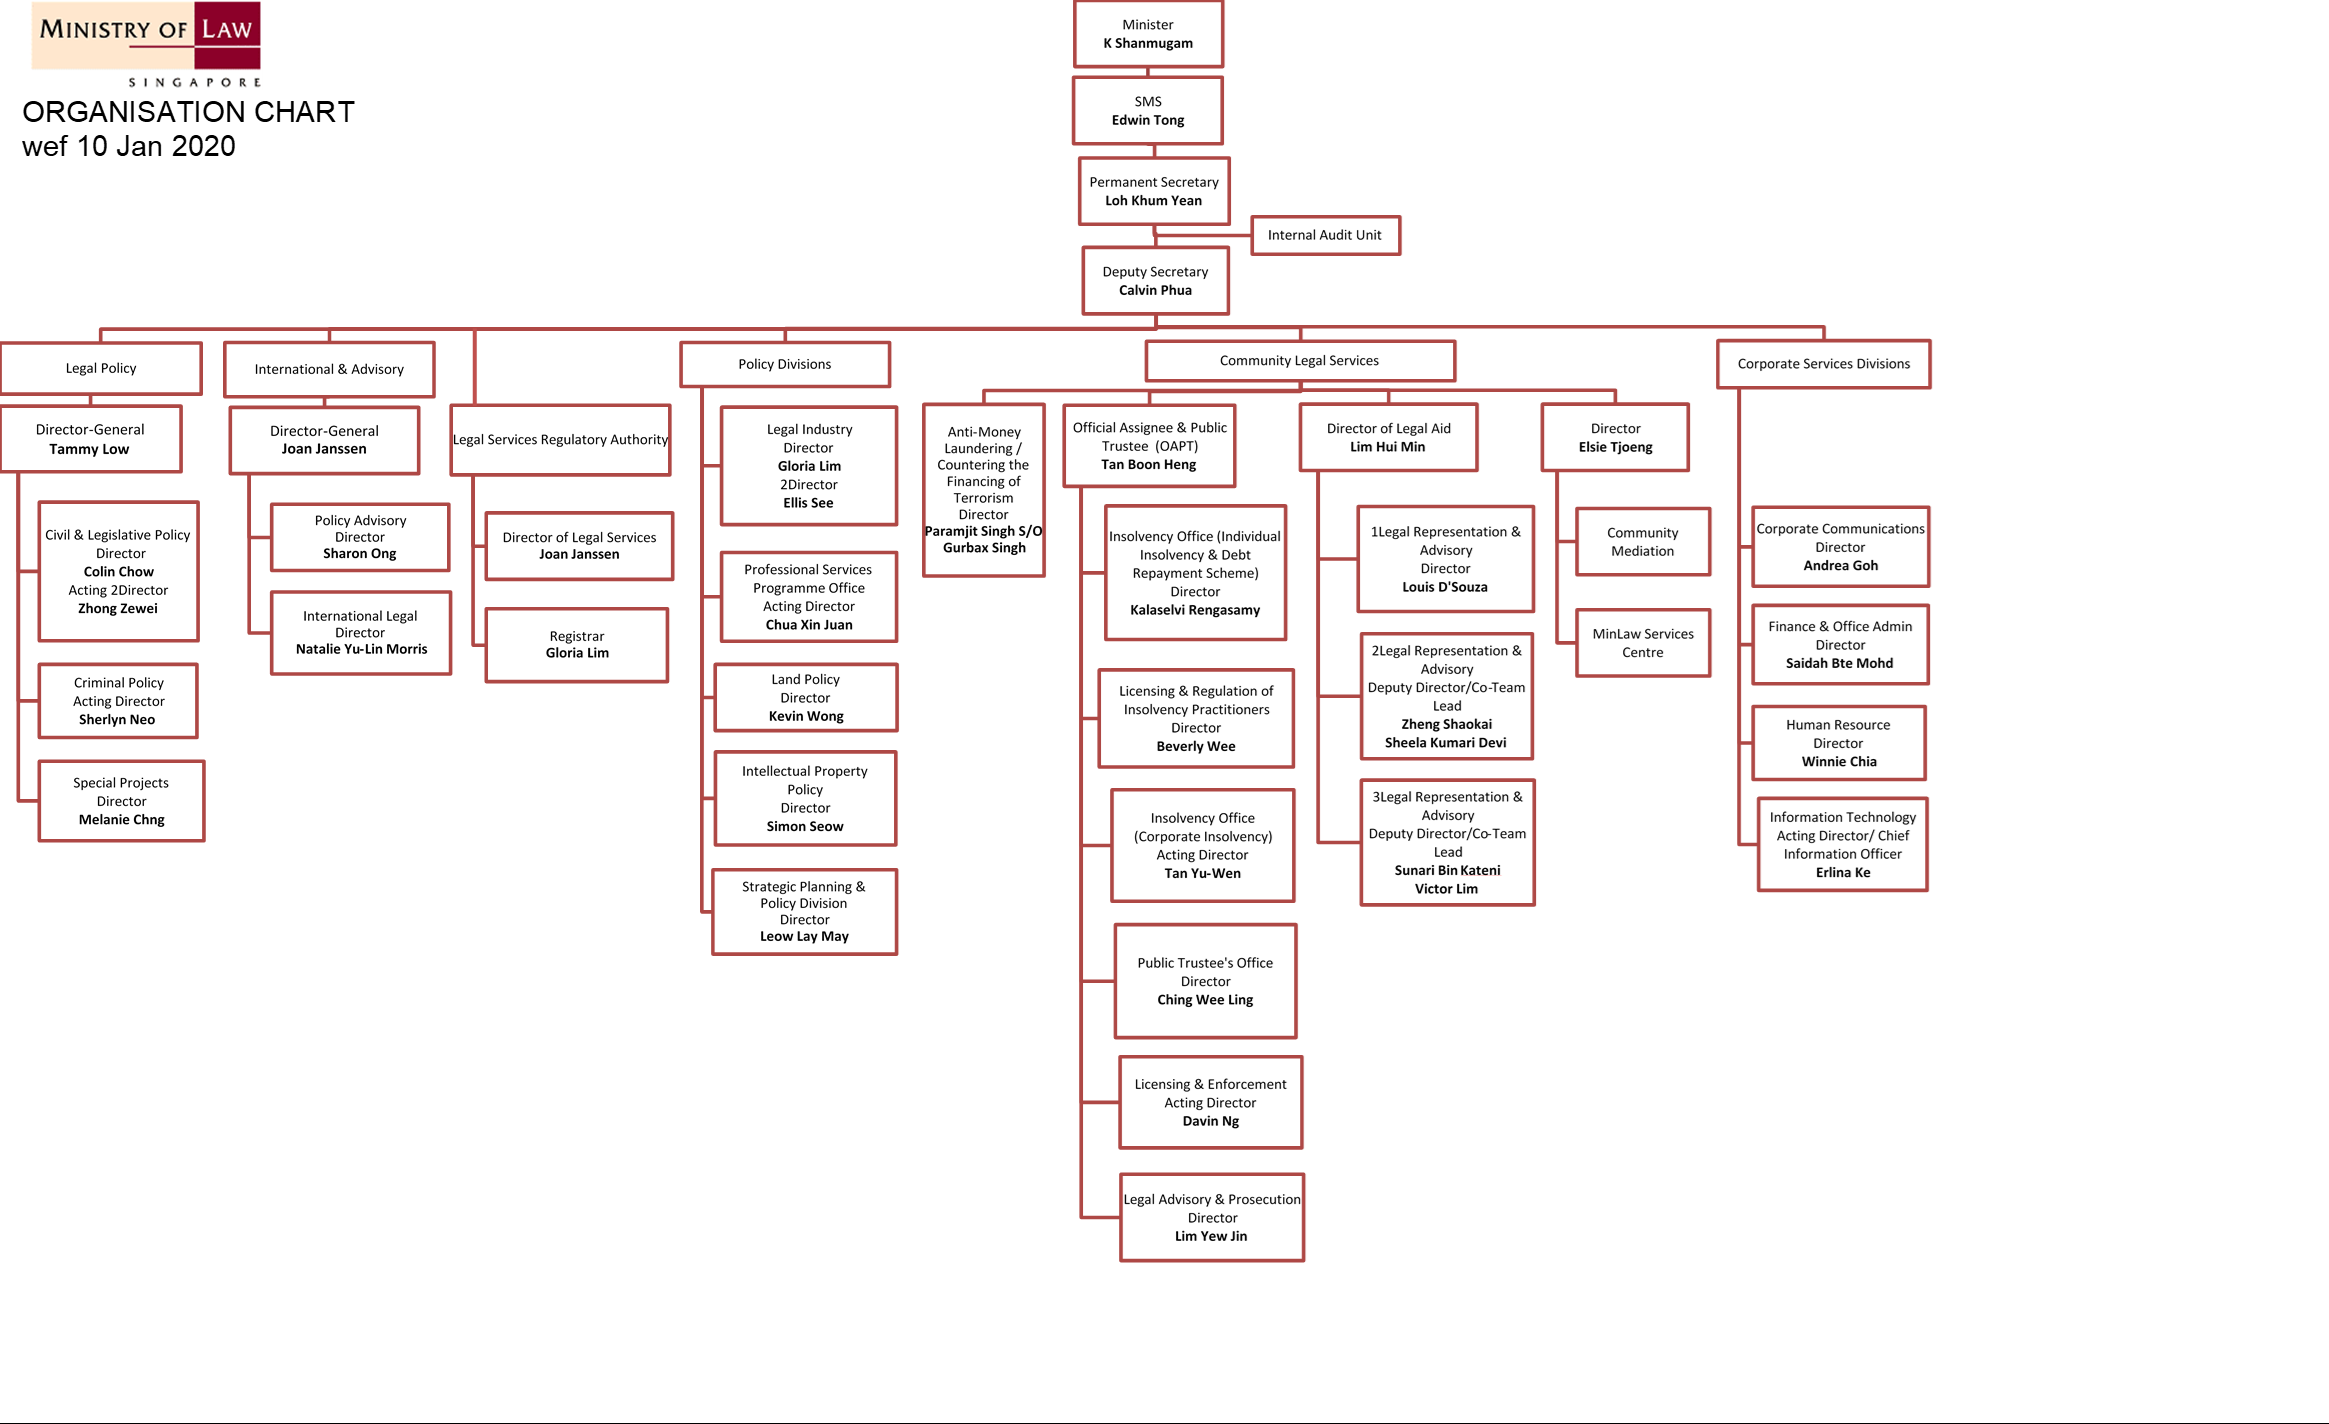 MINISTRY OF LAW
SINGAPORE
ORGANISATION CHART
wef 10 Jan 2020
Minister
K Shanmugam
SMS
Edwin Tong
Permanent Secretary
Loh Khum Yean
Internal Audit Unit
Deputy Secretary
Calvin Phua
Legal Policy
Director-General
Tammy Low
Civil & Legislative Policy
Director
Colin Chow
Acting 2Director
Zhong Zewei
Criminal Policy
Acting Director
Sherlyn Neo
Special Projects
Director
Melanie Chng
International & Advisory
Director-General
Joan Janssen
Policy Advisory
Director
Sharon Ong
International Legal
Director
Natalie Yu-Lin Morris
Legal Services Regulatory Authority
Director of Legal Services
Joan Janssen
Registrar
Gloria Lim
Policy Divisions
Legal Industry
Director
Gloria Lim
2Director
Ellis See
Professional Services
Programme Office
Acting Director
Chua Xin Juan
Land Policy
Director
Kevin Wong
Intellectual Property
Policy
Director
Simon Seow
Strategic Planning &
Policy Division
Director
Leow Lay May
Community Legal Services
Anti-Money
Laundering /
Countering the
Financing of
Terrorism
Director
Paramjit Singh S/O
Gurbax Singh
Official Assignee & Public
Trustee (OAPT)
Tan Boon Heng
Insolvency Office (Individual
Insolvency & Debt
Repayment Scheme)
Director
Kalaselvi Rengasamy
Licensing & Regulation of
Insolvency Practitioners
Director
Beverly Wee
Insolvency Office
(Corporate Insolvency)
Acting Director
Tan Yu-Wen
Public Trustee's Office
Director
Ching Wee Ling
Licensing & Enforcement
Acting Director
Davin Ng
Legal Advisory & Prosecution
Director
Lim Yew Jin
Director of Legal Aid
Lim Hui Min
1Legal Representation &
Advisory
Director
Louis D'Souza
2Legal Representation &
Advisory
Deputy Director/Co-Team
Lead
Zheng Shaokai
Sheela Kumari Devi
3Legal Representation &
Advisory
Deputy Director/Co-Team
Lead
Sunari Bin Kateni
Victor Lim
Director
Elsie Tjoeng
Community
Mediation
MinLaw Services
Centre
Corporate Services Divisions
Corporate Communications
Director
Andrea Goh
Finance & Office Admin
Director
Saidah Bte Mohd
Human Resource
Director
Winnie Chia
Information Technology
Acting Director/ Chief
Information Officer
Erlina Ke